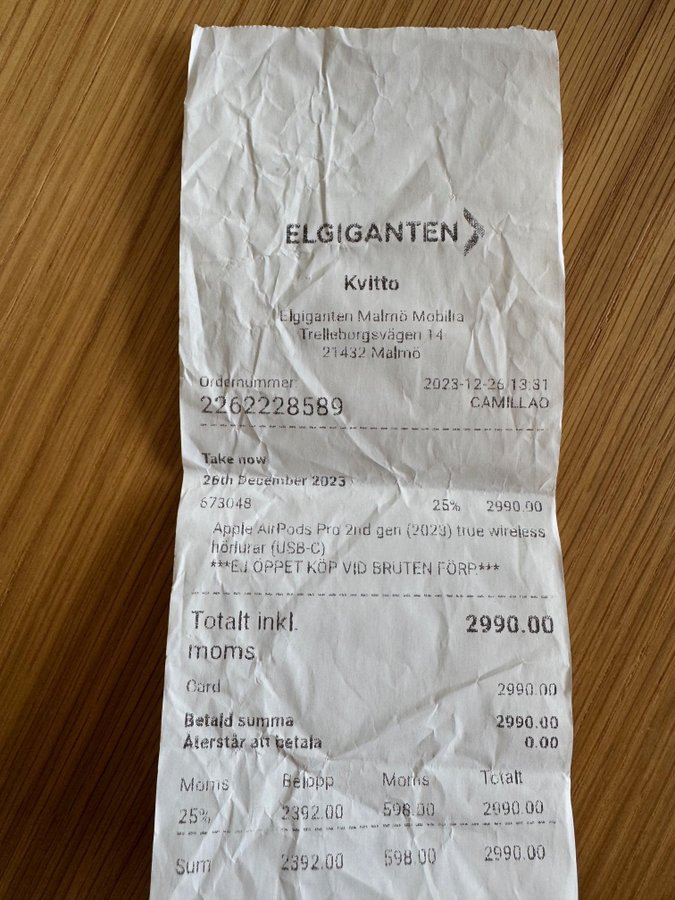 ELGIGANTEN
Kvitto
Elgiganten Malmö Mobilia
Trelleborgsvägen 14
21432 Malmö
Ordernummer: 2023-12-26 13:31
2262228589 CAMILLAO
Take now
26th December 2023
673048 25% 2990.00
Apple AirPods Pro 2nd gen (2023) true wireless
hörlurar (USB-C)
***EJ ÖPPET KÖP VID BRUTEN FÖRP***
Totalt inkl. 2990.00
moms
Card 2990.00
Betald summa 2990.00
Återstår att betala 0.00
Moms Belopp Moms Totalt
25% 2392.00 598.00 2990.00
Sum 2392.00 598.00 2990.00